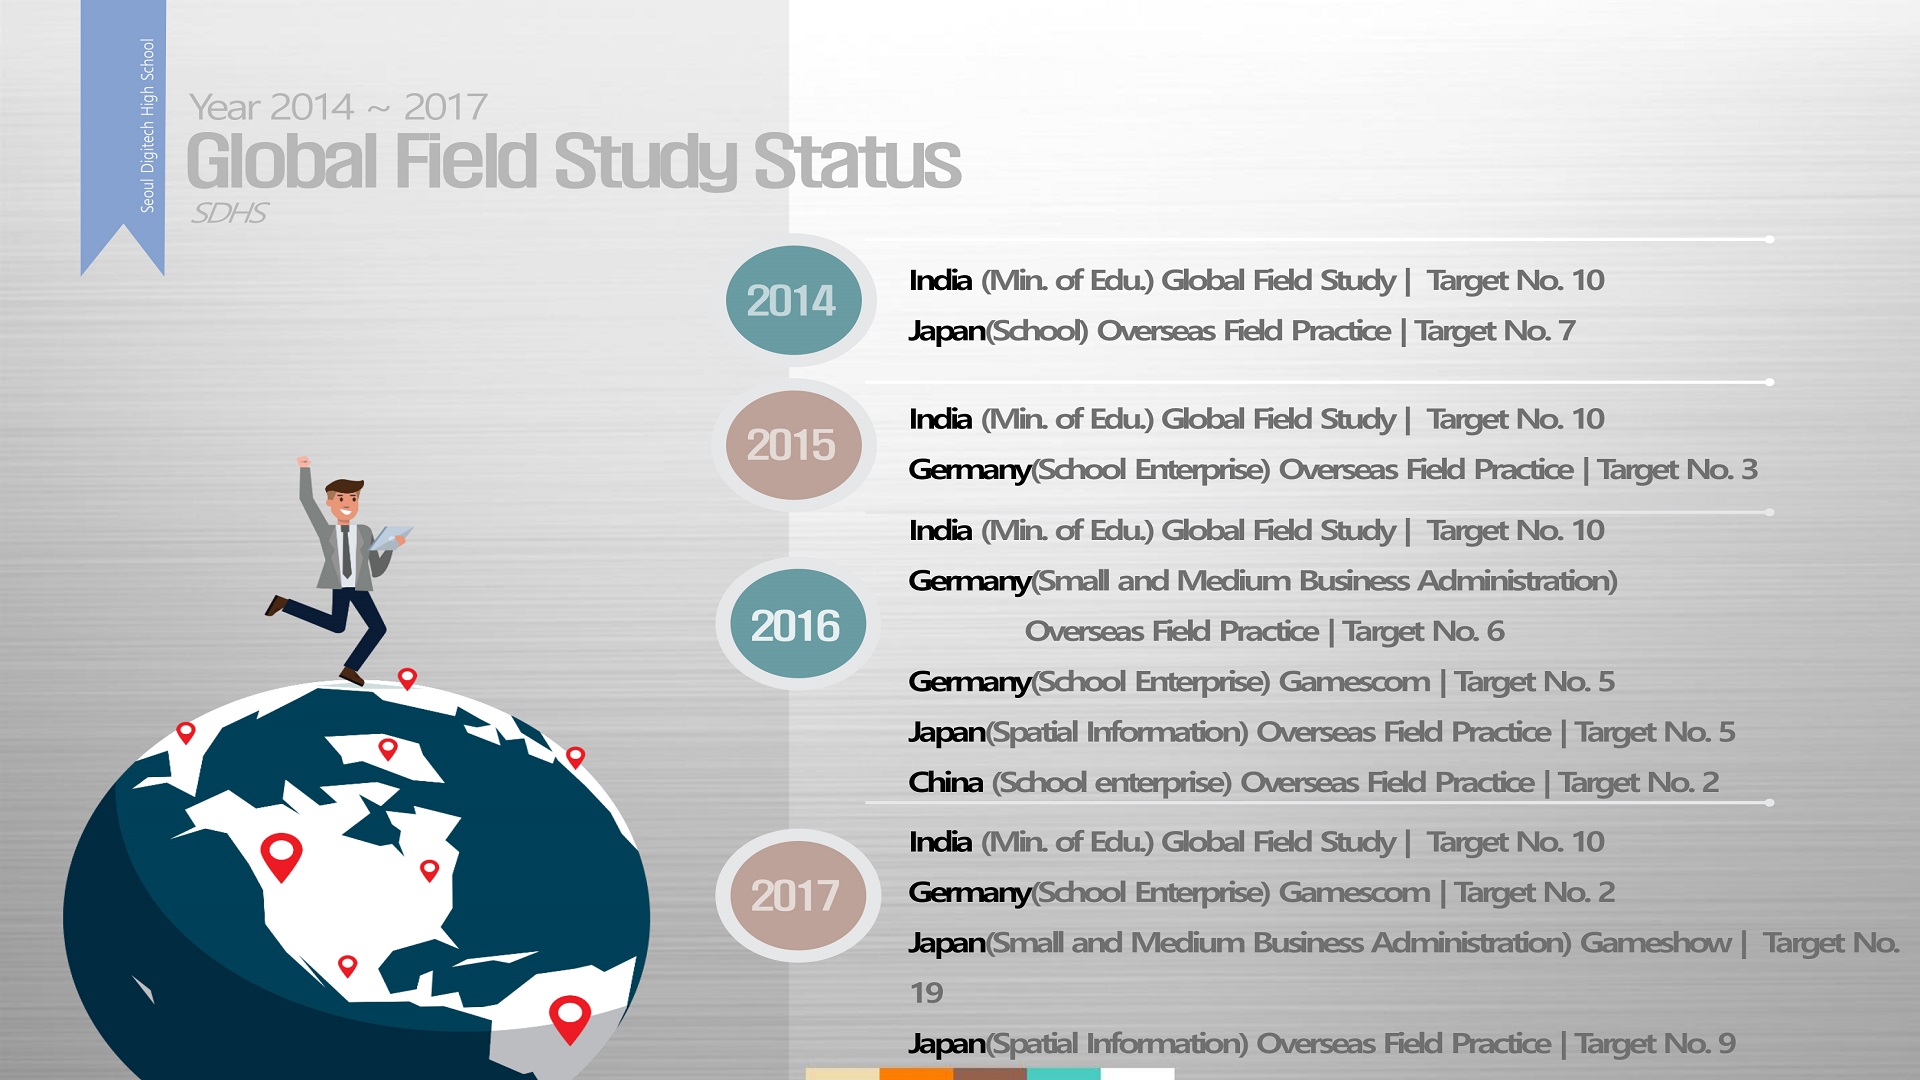 Seoul Digitech High School
Year 2014 ~ 2017
Global Field Study Status
SDHS
2014
India (Min. of Edu.) Global Field Study | Target No. 10
Japan(School) Overseas Field Practice | Target No. 7
2015
India (Min. of Edu.) Global Field Study | Target No. 10
Germany(School Enterprise) Overseas Field Practice | Target No. 3
2016
India (Min. of Edu.) Global Field Study | Target No. 10
Germany(Small and Medium Business Administration)
Overseas Field Practice | Target No. 6
Germany(School Enterprise) Gamescom | Target No. 5
Japan(Spatial Information) Overseas Field Practice | Target No. 5
China (School enterprise) Overseas Field Practice | Target No. 2
2017
India (Min. of Edu.) Global Field Study | Target No. 10
Germany(School Enterprise) Gamescom | Target No. 2
Japan(Small and Medium Business Administration) Gameshow | Target No.
19
Japan(Spatial Information) Overseas Field Practice | Target No. 9